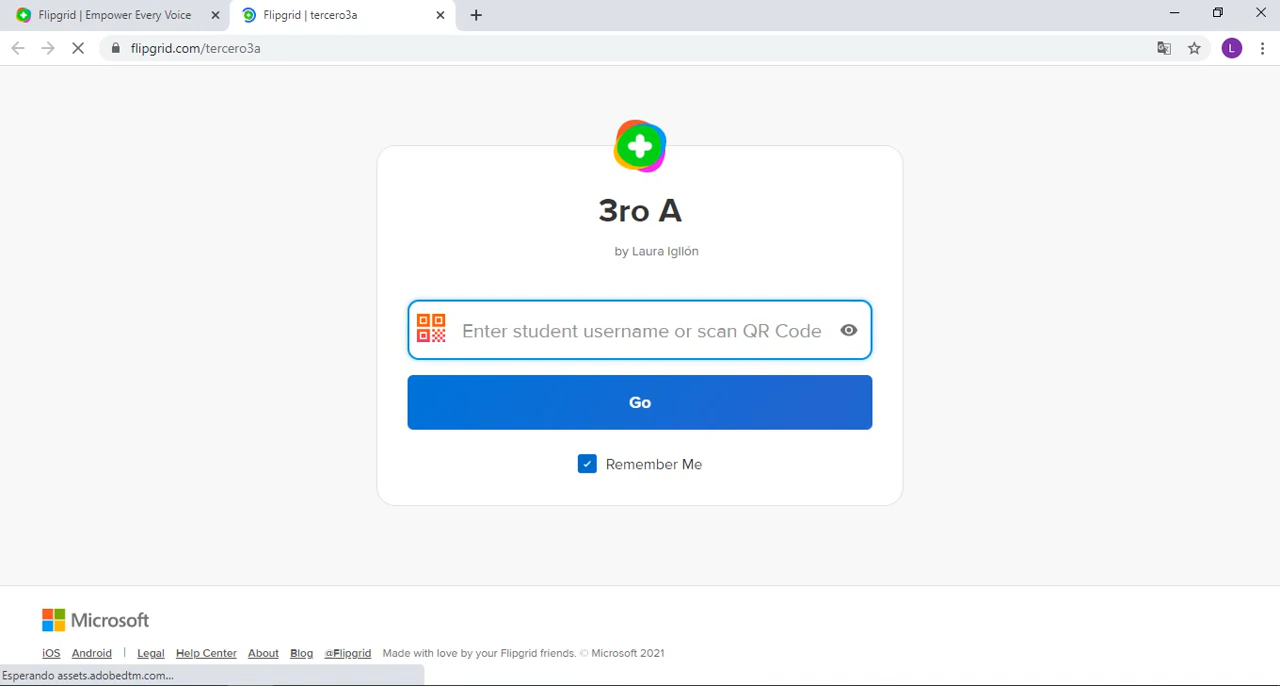 Flipgrid | Empower Every Voice
Flipgrid | tercero3a
flipgrid.com/tercero3a
L
3ro A
by Laura Igllón
Enter student username or scan QR Code
Go
Remember Me
Microsoft
iOS Android | Legal Help Center About Blog @Flipgrid Made with love by your Flipgrid friends. © Microsoft 2021
Esperando assets.adobedtm.com...